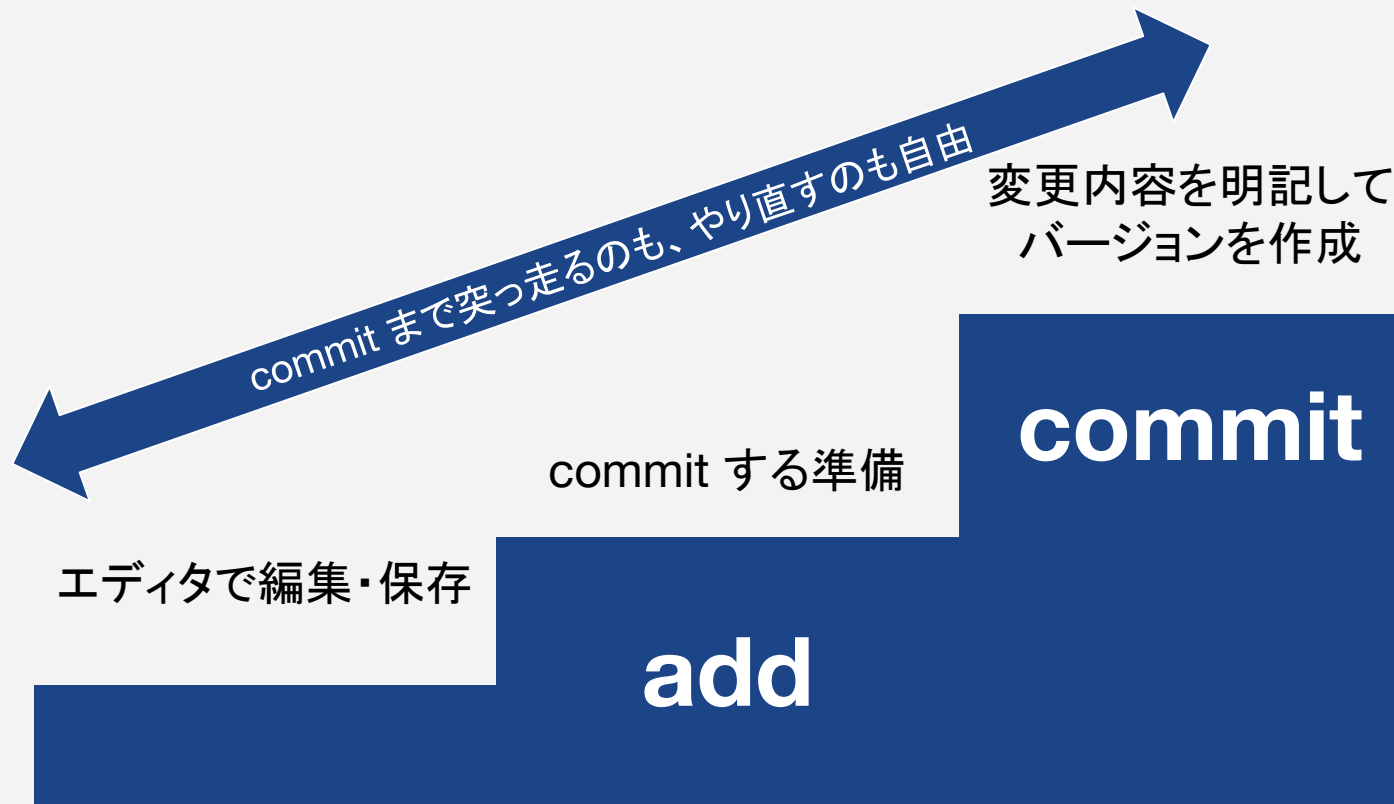 commit まで突っ走るのも、やり直すのも自由
変更内容を明記して
バージョンを作成
commit
commit する準備
エディタで編集・保存
add